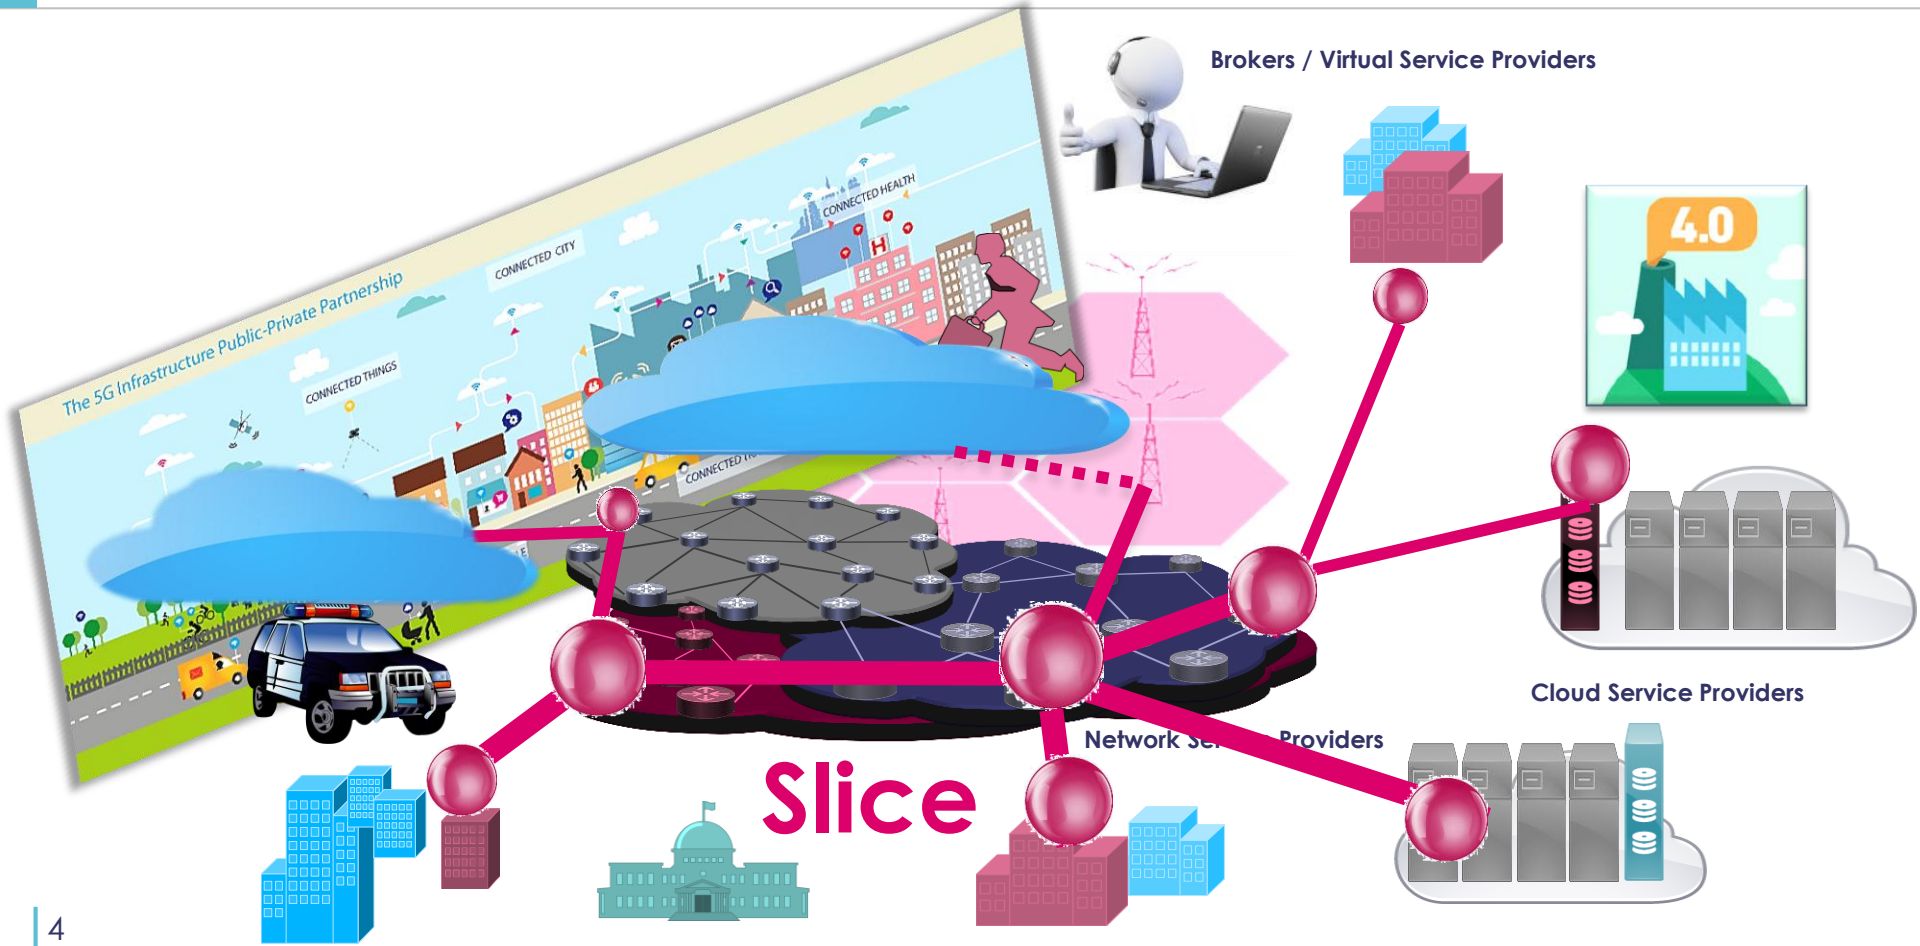 Brokers / Virtual Service Providers
4.0
CONNECTED HEALTH
CONNECTED CITY
The 5G Infrastructure Public-Private Partnership
CONNECTED THINGS
H
CONNECTED
Cloud Service Providers
Network Providers
Slice
4